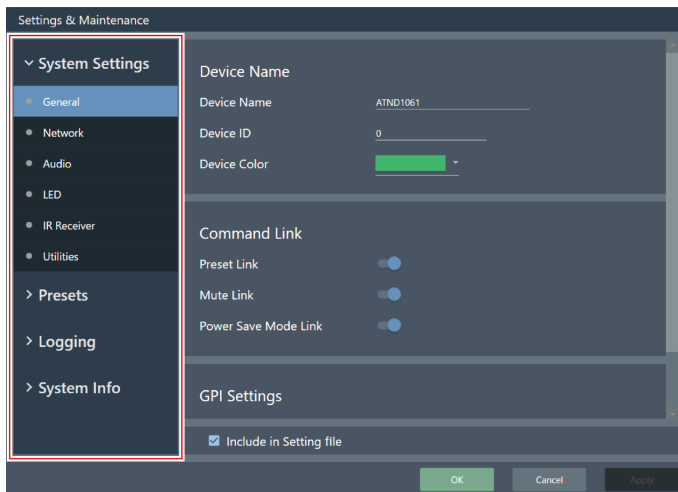 Settings & Maintenance
System Settings
General
Network
Audio
LED
IR Receiver
Utilities
Presets
Logging
System Info
Device Name
Device Name ATND1061
Device ID 0
Device Color
Command Link
Preset Link
Mute Link
Power Save Mode Link
GPI Settings
Include in Setting file
OK Cancel Apply